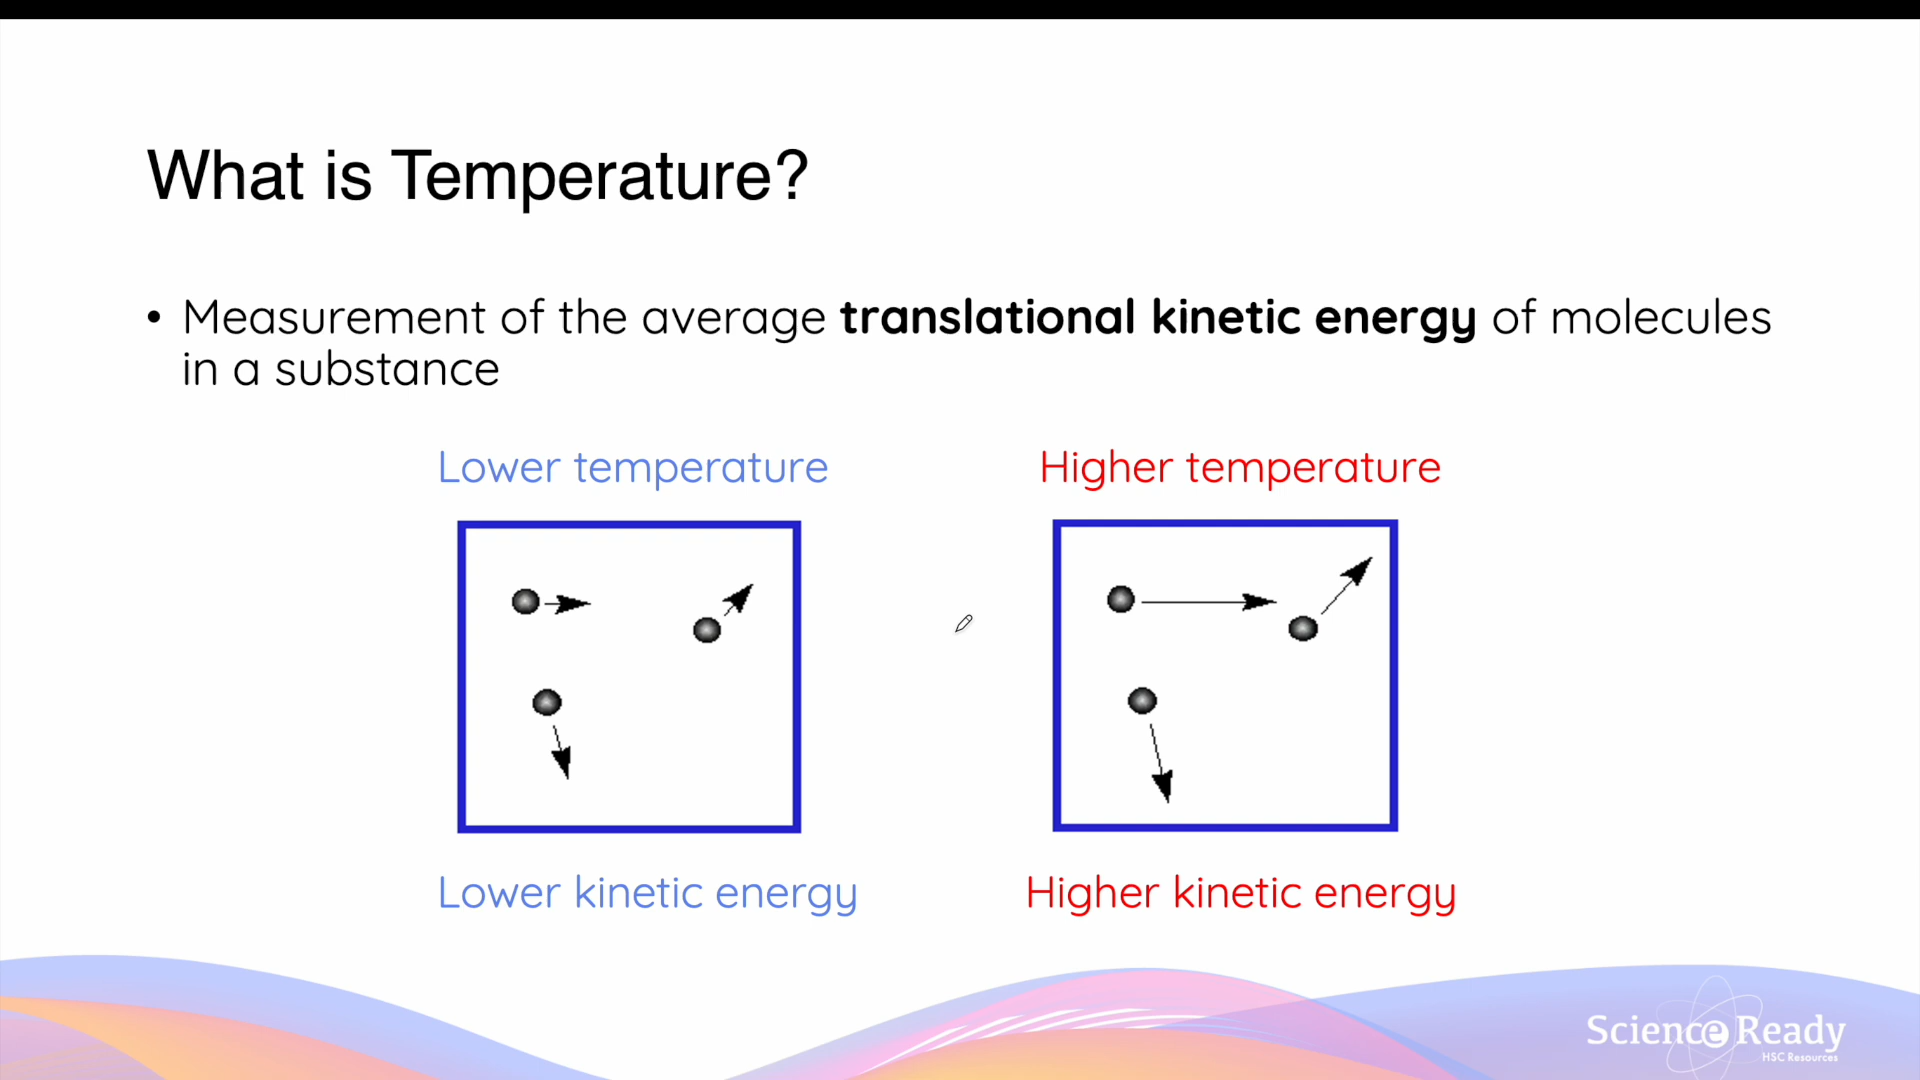 What is Temperature?
• Measurement of the average translational kinetic energy of molecules
in a substance
Lower temperature
Higher temperature
Lower kinetic energy
Higher kinetic energy
Science Ready
HSC Resources